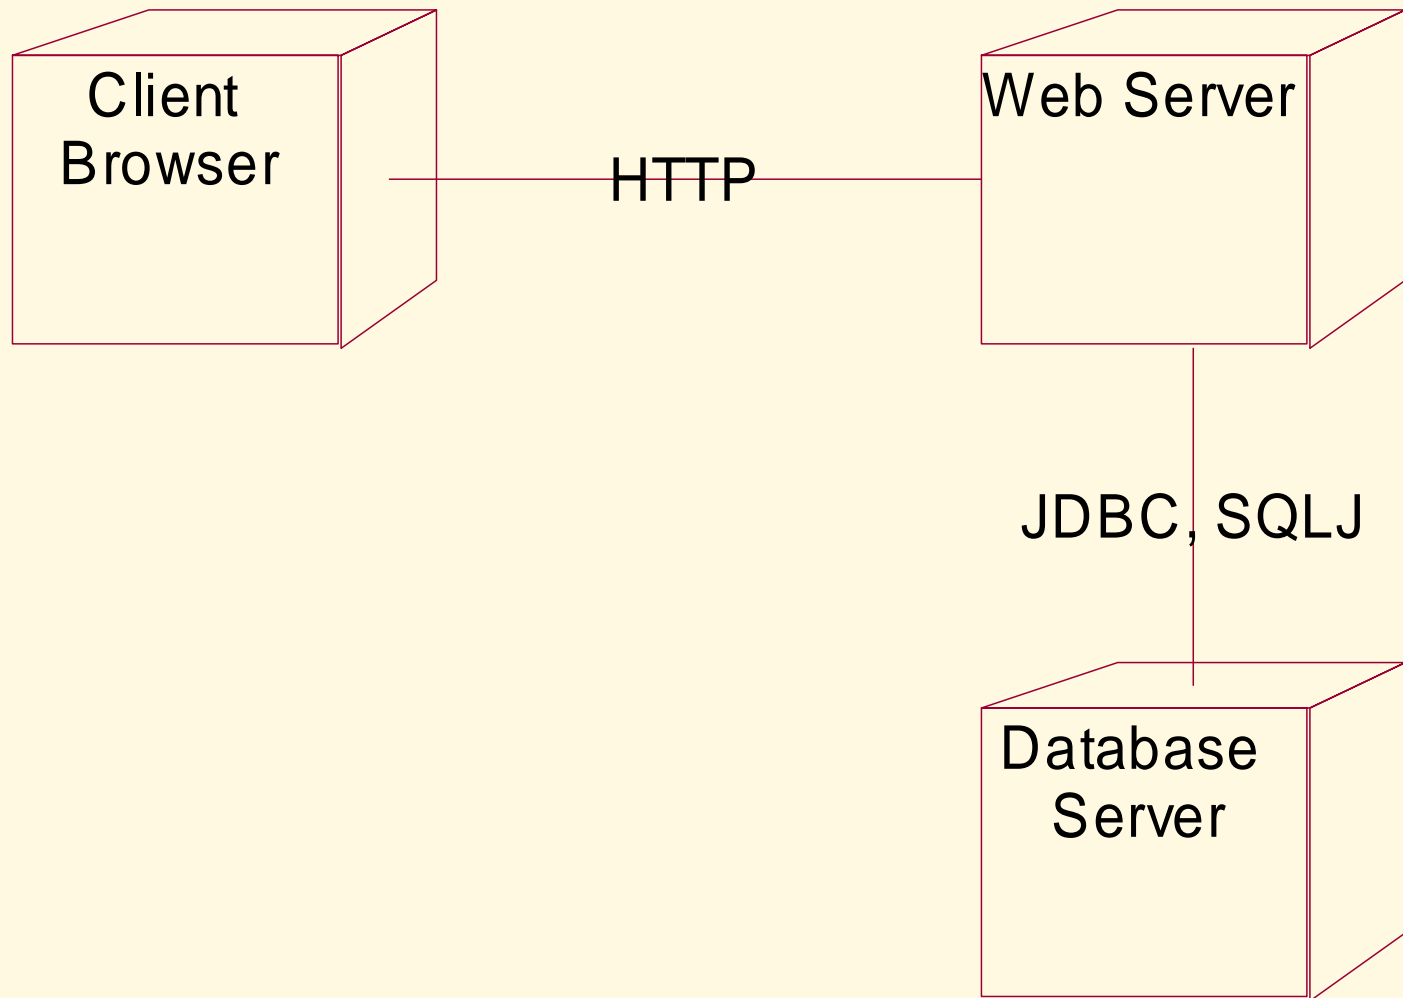 Client
Browser
HTTP
Web Server
JDBC, SQLJ
Database
Server